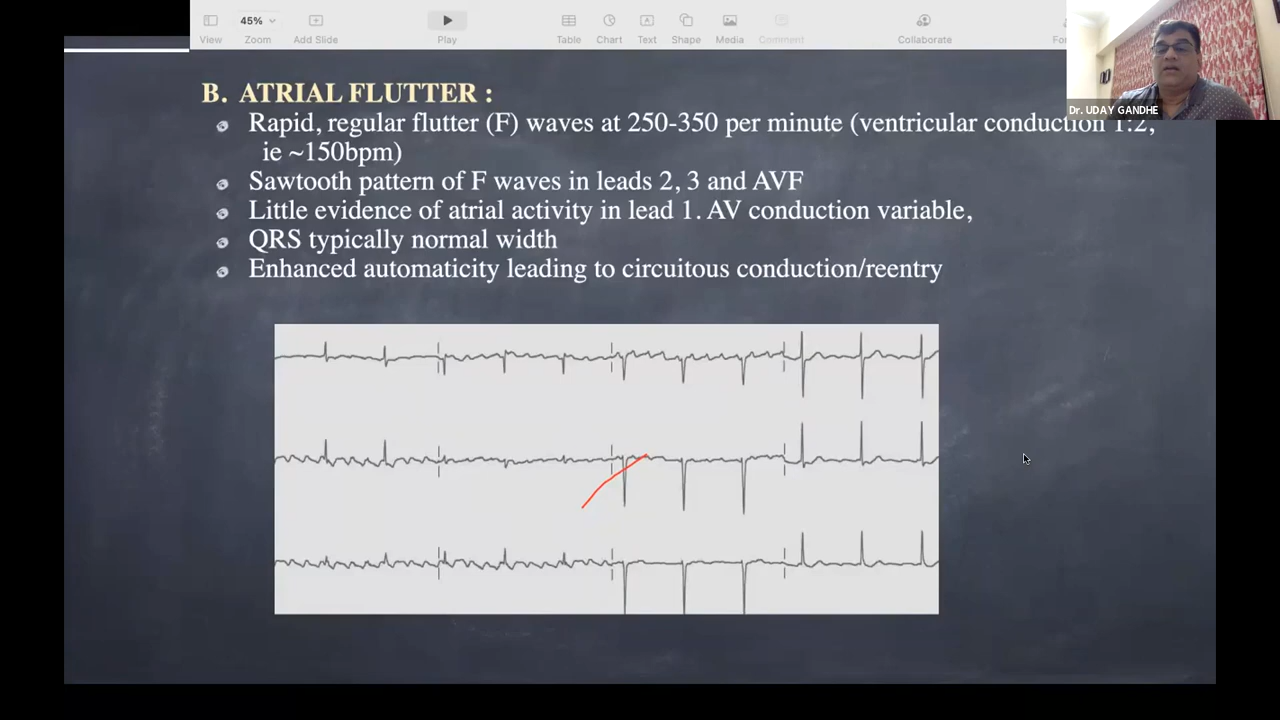 45%
View
Zoom
Add Slide
Play
Table
Chart
Text
Shape
Media
Comment
Collaborate
Dr. UDAY GANDHE
B. ATRIAL FLUTTER :
Rapid, regular flutter (F) waves at 250-350 per minute (ventricular conduction 1:2,
ie ~150bpm)
Sawtooth pattern of F waves in leads 2, 3 and AVF
Little evidence of atrial activity in lead 1. AV conduction variable,
QRS typically normal width
Enhanced automaticity leading to circuitous conduction/reentry